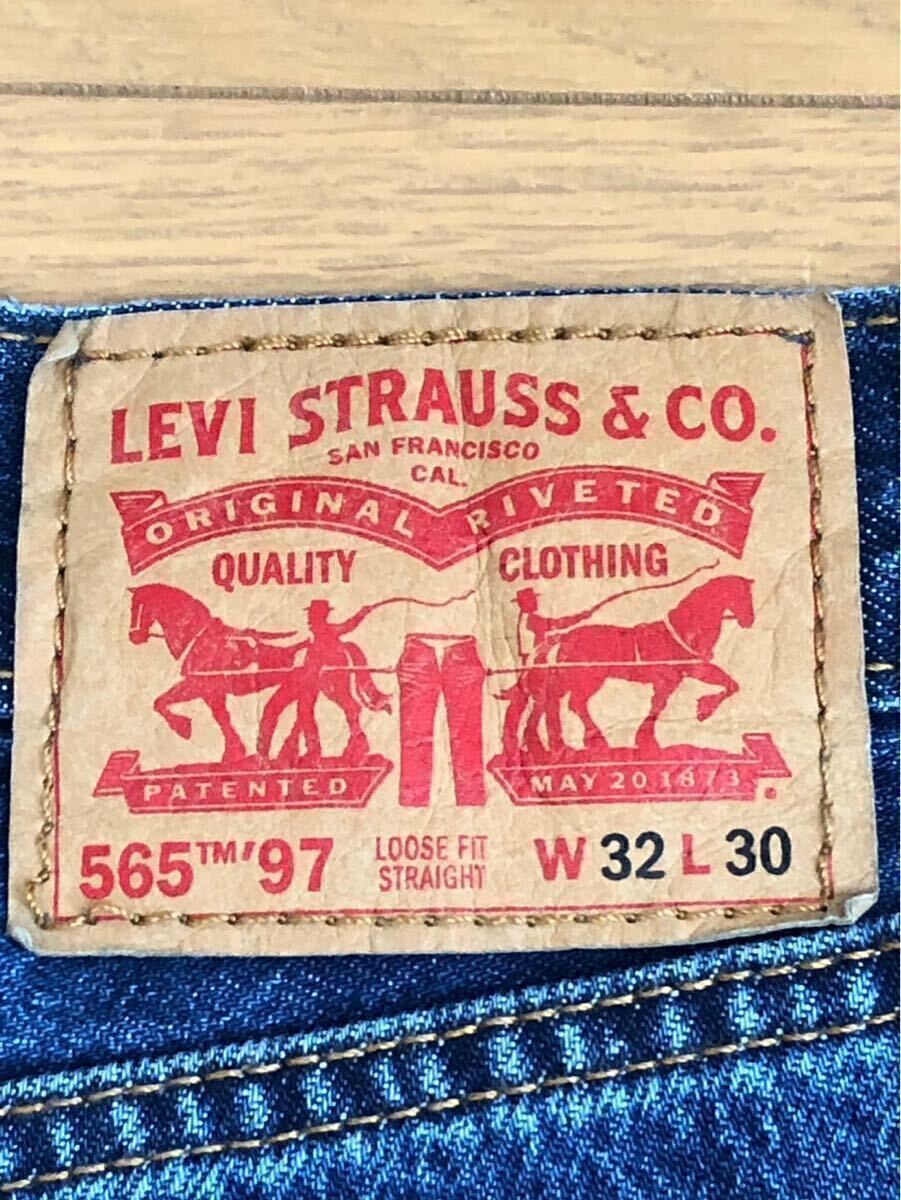 LEVI STRAUSS & CO.
SAN FRANCISCO
CAL.
ORIGINAL RIVETED
QUALITY CLOTHING
PATENTED MAY 20 1873
565™'97 LOOSE FIT STRAIGHT W 32 L 30